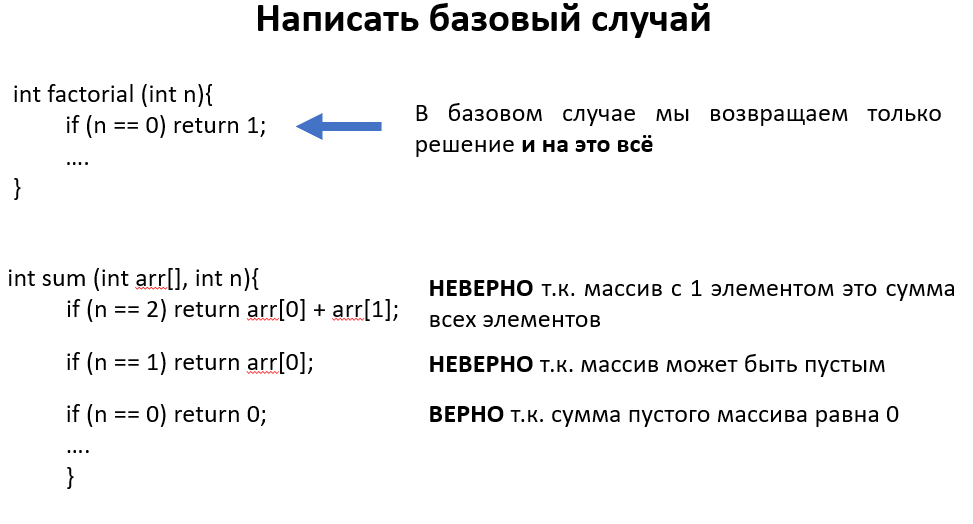 Написать базовый случай
int factorial (int n){
if (n == 0) return 1;
....
}
В базовом случае мы возвращаем только
решение и на это всё
int sum (int arr[], int n){
if (n == 2) return arr[0] + arr[1];
НЕВЕРНО т.к. массив с 1 элементом это сумма
всех элементов
if (n == 1) return arr[0];
НЕВЕРНО т.к. массив может быть пустым
if (n == 0) return 0;
ВЕРНО т.к. сумма пустого массива равна 0
....
}